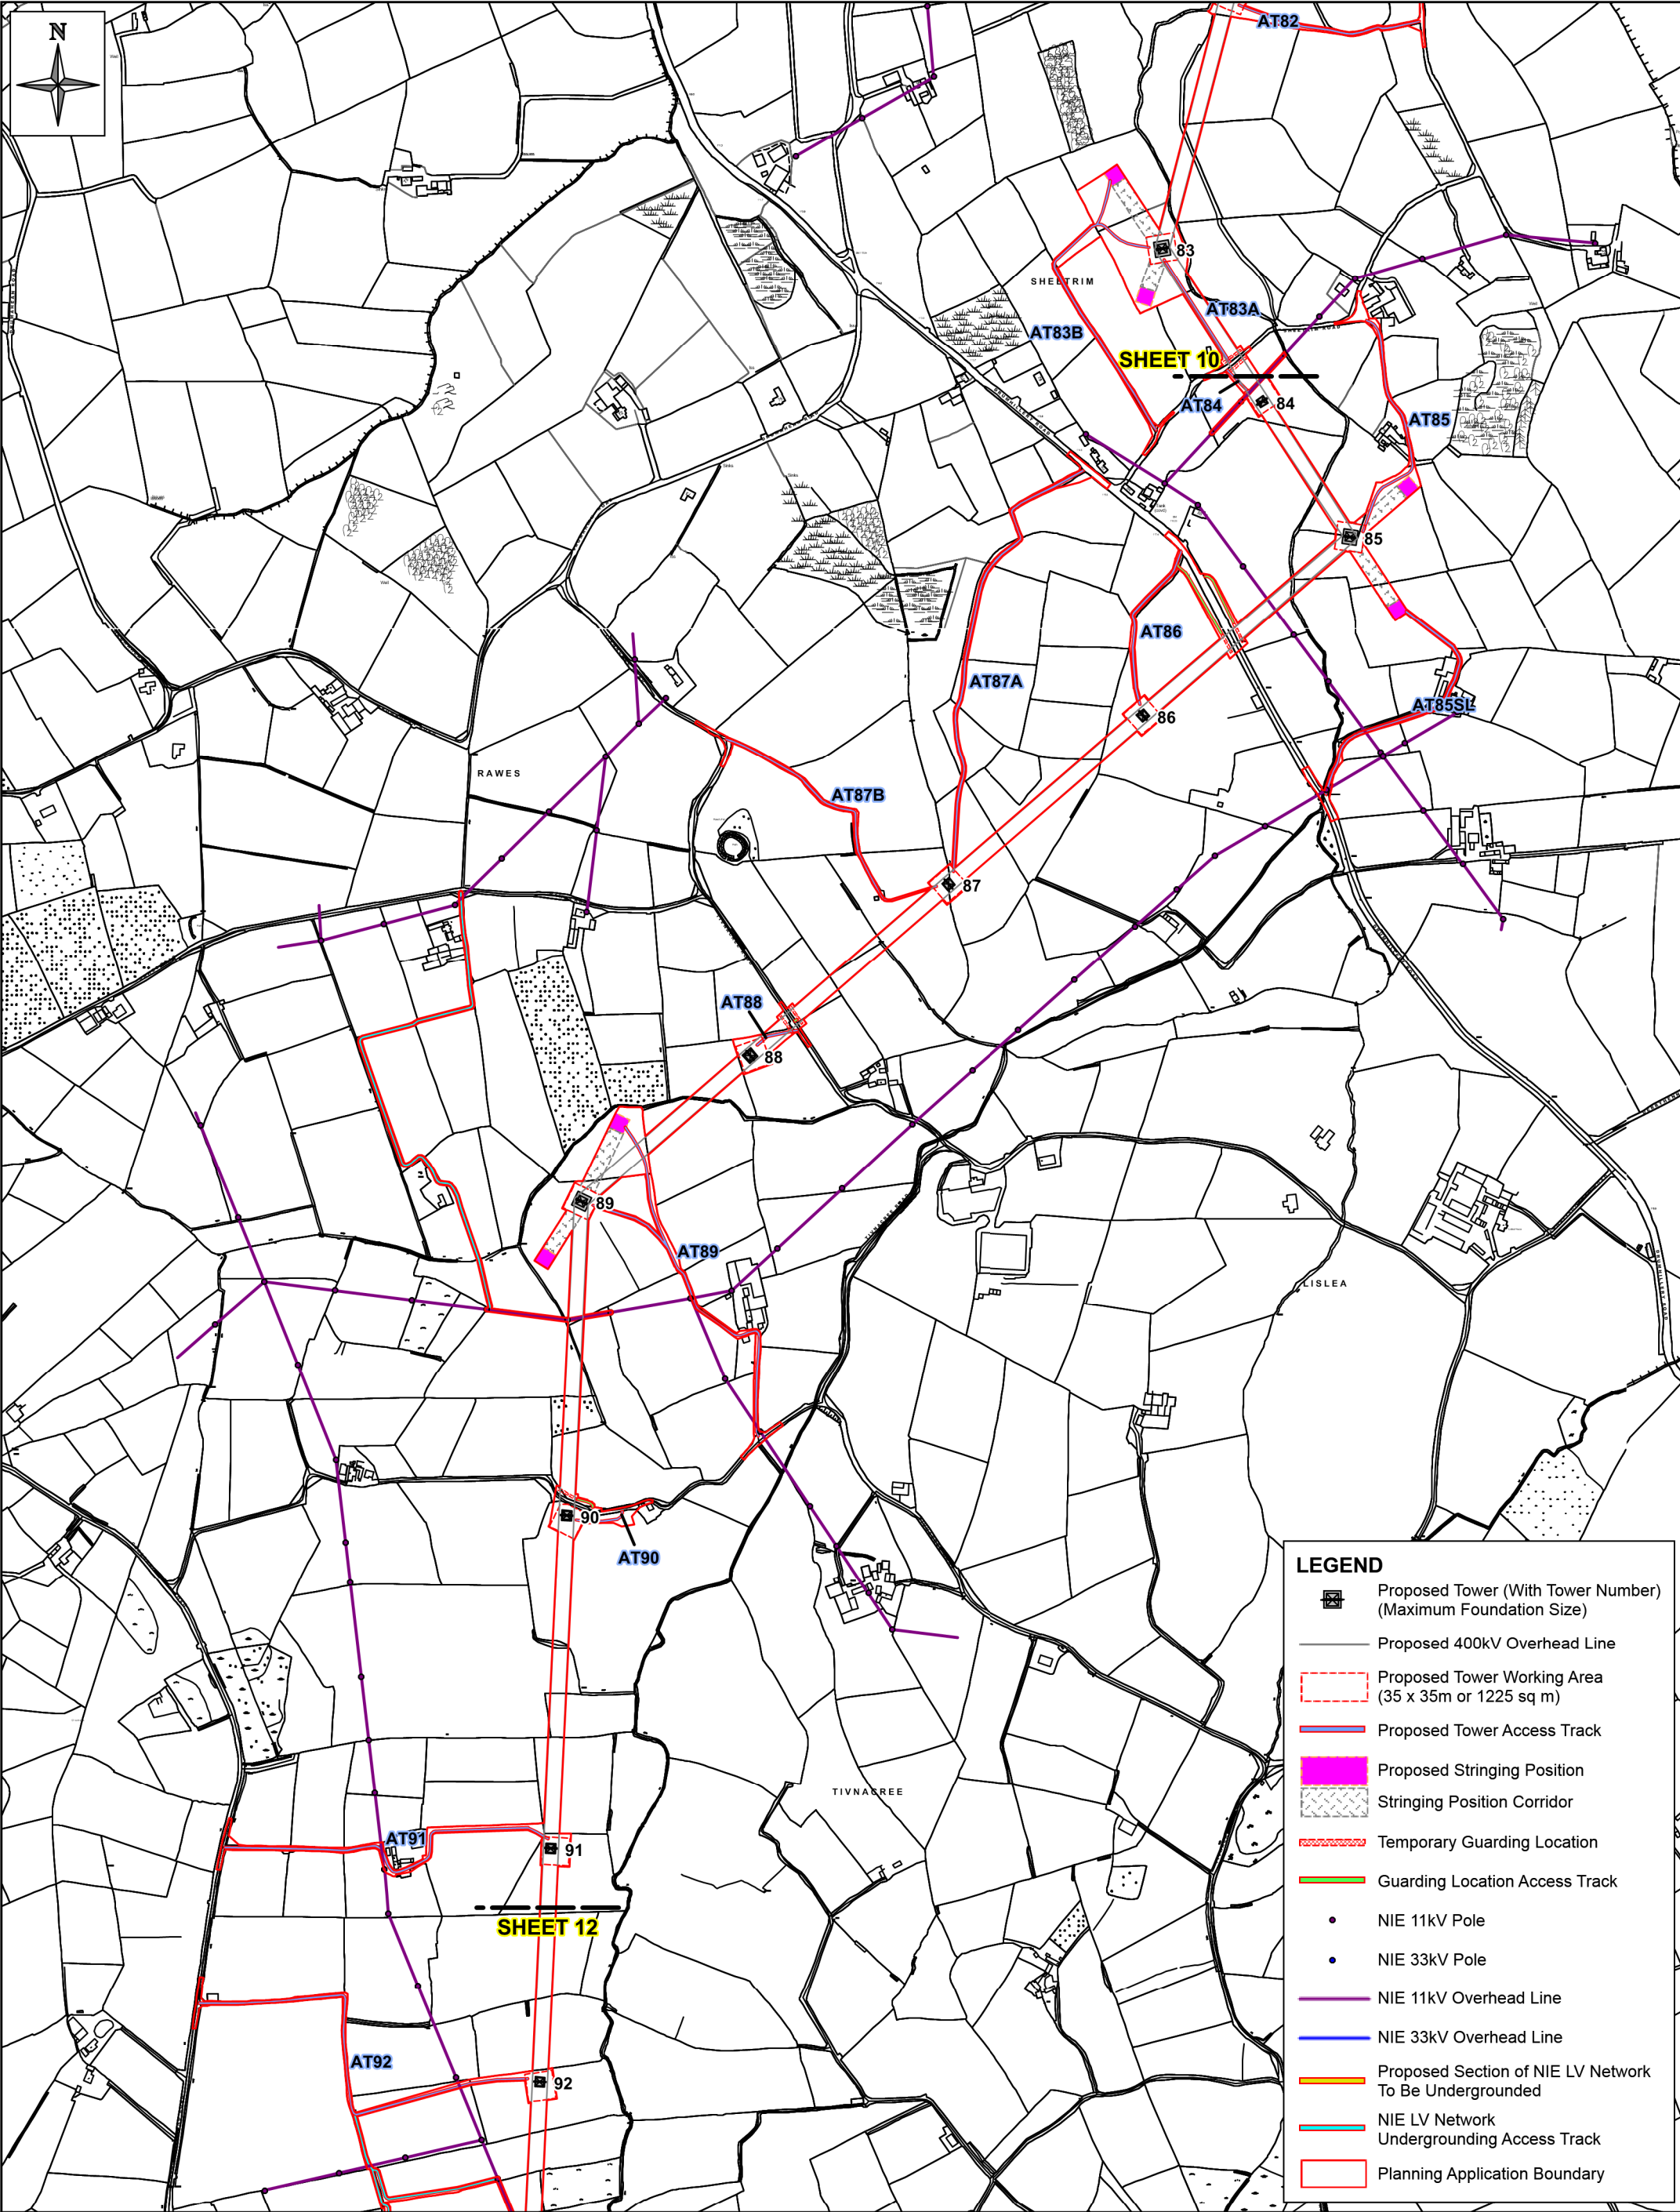 N
AT82
83
SHEETRIM
AT83A
AT83B
SHEET 10
AT84
84
AT85
85
AT86
AT87A
AT85SL
86
RAWES
AT87B
87
AT88
88
89
AT89
LISLEA
90
AT90
TIVNACREE
AT91
91
SHEET 12
AT92
92
LEGEND
Proposed Tower (With Tower Number)
(Maximum Foundation Size)
Proposed 400kV Overhead Line
Proposed Tower Working Area
(35 x 35m or 1225 sq m)
Proposed Tower Access Track
Proposed Stringing Position
Stringing Position Corridor
Temporary Guarding Location
Guarding Location Access Track
NIE 11kV Pole
NIE 33kV Pole
NIE 11kV Overhead Line
NIE 33kV Overhead Line
Proposed Section of NIE LV Network
To Be Undergrounded
NIE LV Network
Undergrounding Access Track
Planning Application Boundary